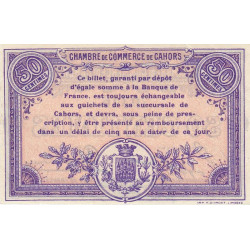 CHAMBRE DE COMMERCE DE CAHORS
50 CENTIMES
50 CENTIMES
Ce billet, garanti par dépôt
d'égale somme à la Banque de
France, est toujours échangeable
aux guichets de sa succursale de
Cahors, et devra, sous peine de pres-
cription, y être présenté au remboursement
dans un délai de cinq ans à dater de ce jour.